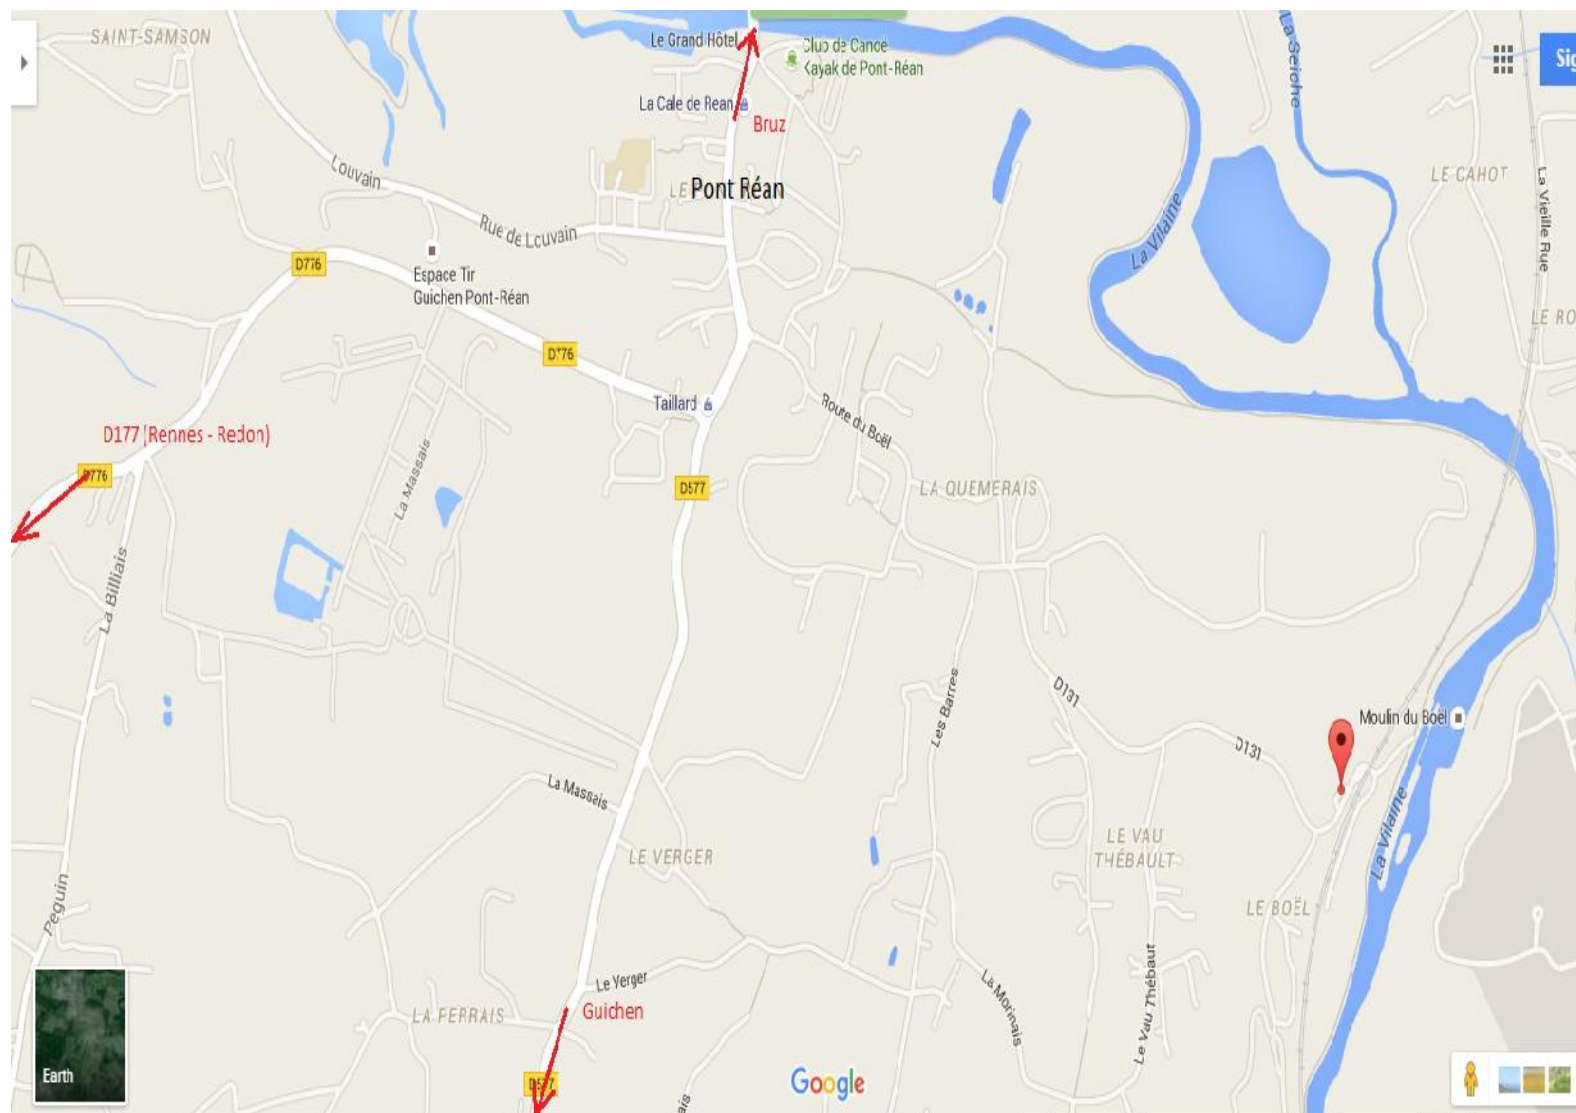 SAINT-SAMSON
Le Grand Hôtel
Club de Canoë
Kayak de Pont-Réan
La Seiche
Sig
La Cale de Rean
Bruz
LE CAHOT
La Vieille Rue
Louvain
LE
Pont Réan
Rue de Louvain
La Vilaine
D776
Espace Tir
Guichen Pont-Réan
LE RO
D776
Taillard
Route du Boël
D177 (Rennes - Redon)
D776
La Massais
D577
LA QUEMERAIS
La Billiais
Les Barres
D131
D131
Moulin du Boël
La Massais
La Vilaine
LE VERGER
LE VAU
THÉBAULT
Peguin
LE BOËL
Le Verger
Guichen
LA FERRAIS
La Morinais
Le Vau Thébaut
Earth
D577
Google
ais